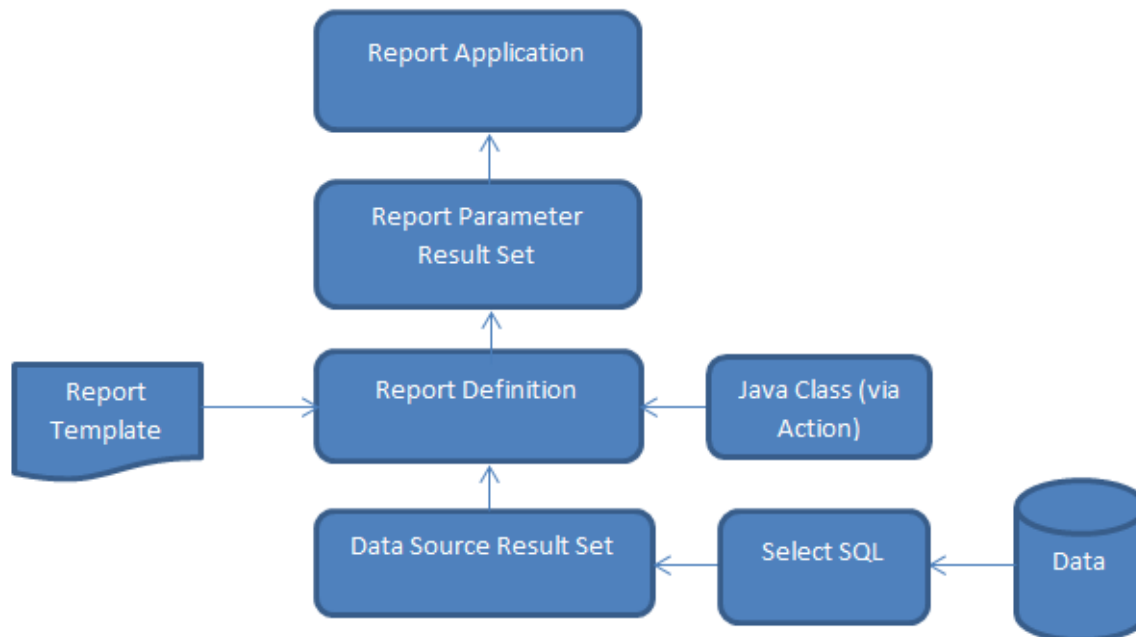 Report Application
Report Parameter
Result Set
Report
Template
Report Definition
Java Class (via
Action)
Data Source Result Set
Select SQL
Data